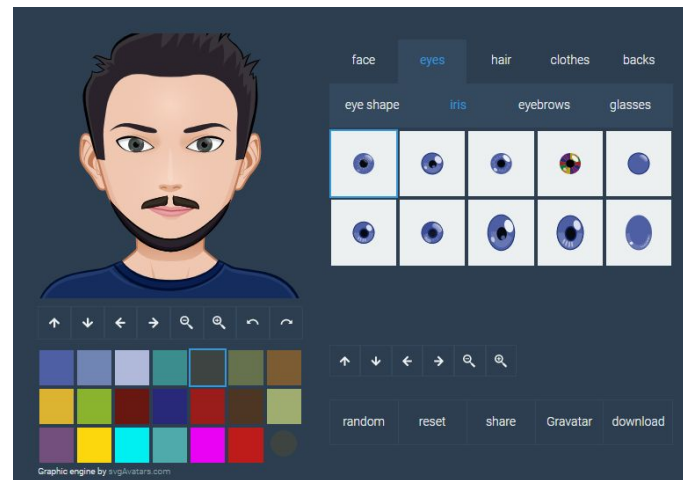 face eyes hair clothes backs
eye shape iris eyebrows glasses
random reset share Gravatar download
Graphic engine by svgAvatars.com